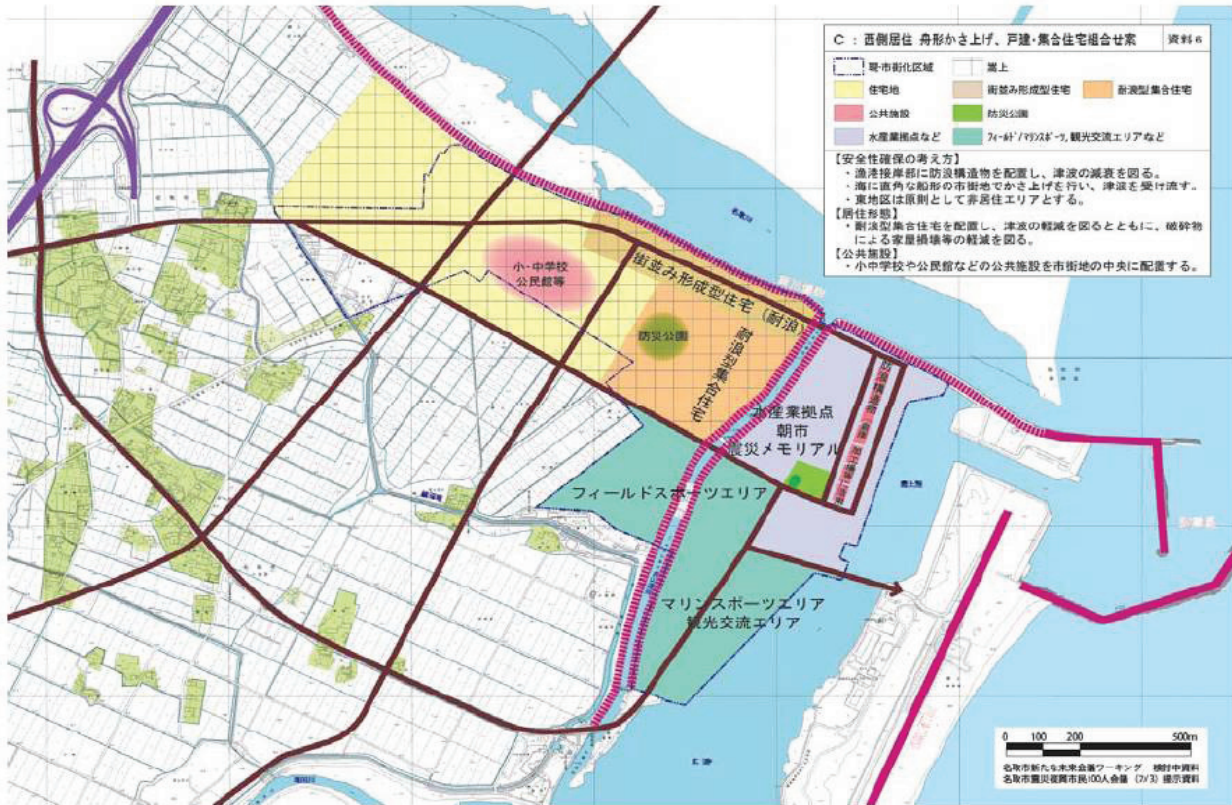 C : 西側居住 舟形かさ上げ、戸建・集合住宅組合せ案
資料6
現・市街化区域
嵩上
住宅地
街並み形成型住宅
耐浪型集合住宅
公共施設
防災公園
水産業拠点など
フィールド/マリンスポーツ, 観光交流エリアなど
【安全性確保の考え方】
・漁港接岸部に防浪構造物を配置し、津波の減衰を図る。
・海に直角な船形の市街地でかさ上げを行い、津波を受け流す。
・東地区は原則として非居住エリアとする。
【居住形態】
・耐浪型集合住宅を配置し、津波の軽減を図るとともに、破砕物
による家屋損壊等の軽減を図る。
【公共施設】
・小中学校や公民館などの公共施設を市街地の中央に配置する。
名取川
小・中学校
公民館等
街並み形成型住宅（耐浪）
防災公園
耐浪型集合住宅
水産業拠点
朝市
震災メモリアル
フィールドスポーツエリア
マリンスポーツエリア
観光交流エリア
広浦
0 100 200 500m
名取市新たな未来会議ワーキング 検討中資料
名取市震災復興市民100人会議（7/3）提示資料